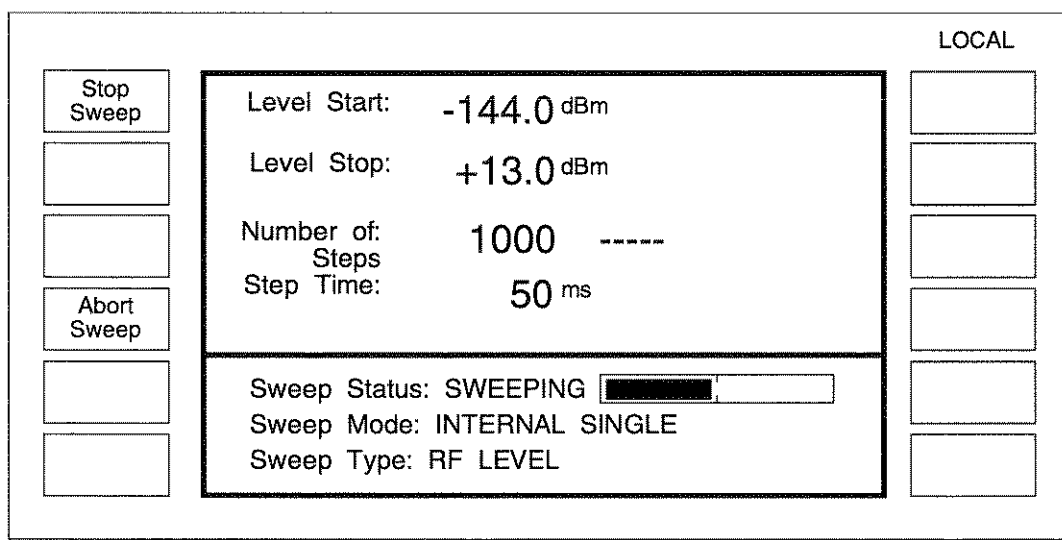 LOCAL
Stop
Sweep
Level Start: -144.0 dBm
Level Stop: +13.0 dBm
Number of: 1000 -----
Steps
Step Time: 50 ms
Abort
Sweep
Sweep Status: SWEEPING
Sweep Mode: INTERNAL SINGLE
Sweep Type: RF LEVEL